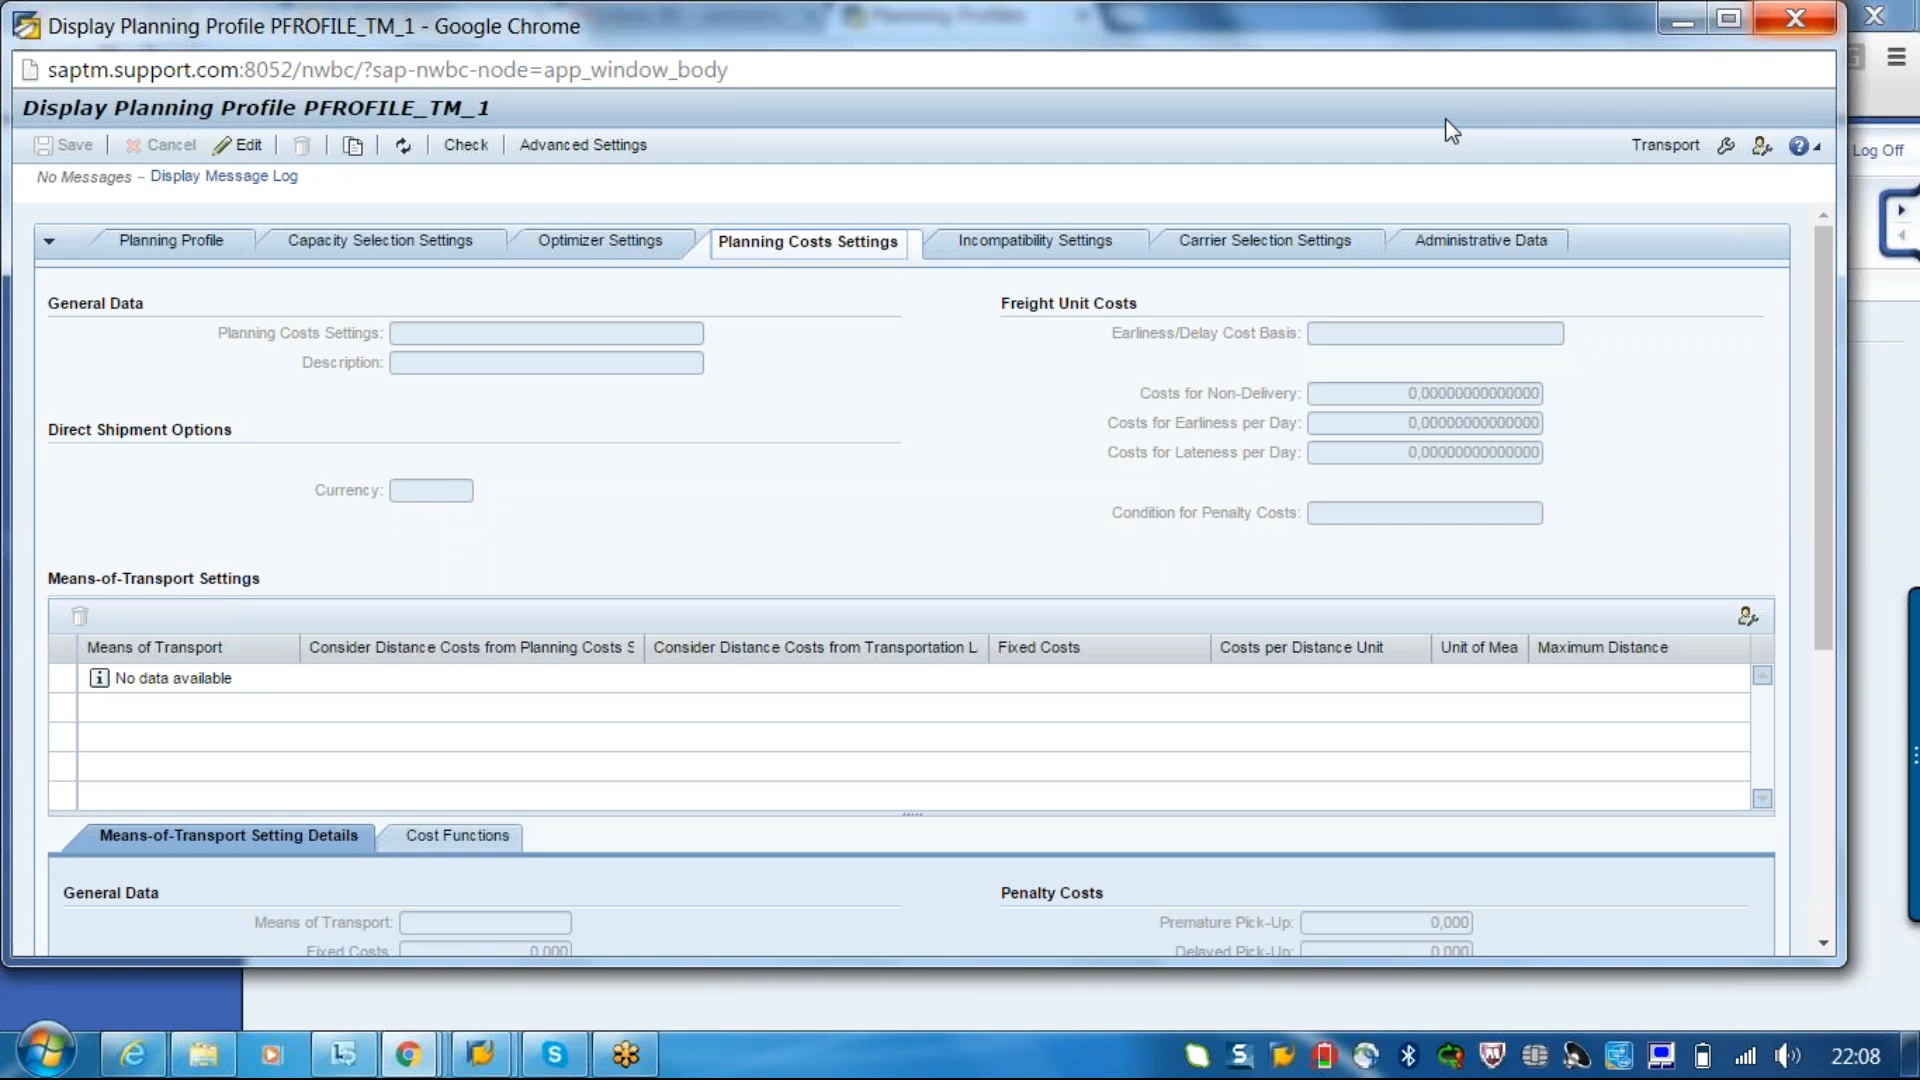 Display Planning Profile PFROFILE_TM_1 - Google Chrome
saptm.support.com:8052/nwbc/?sap-nwbc-node=app_window_body
Display Planning Profile PFROFILE_TM_1
Save Cancel Edit Check Advanced Settings Transport
Log Off
No Messages - Display Message Log
Planning Profile Capacity Selection Settings Optimizer Settings Planning Costs Settings Incompatibility Settings Carrier Selection Settings Administrative Data
General Data
Planning Costs Settings:
Description:
Direct Shipment Options
Currency:
Freight Unit Costs
Earliness/Delay Cost Basis:
Costs for Non-Delivery: 0,00000000000000
Costs for Earliness per Day: 0,00000000000000
Costs for Lateness per Day: 0,00000000000000
Condition for Penalty Costs:
Means-of-Transport Settings
Means of Transport Consider Distance Costs from Planning Costs S Consider Distance Costs from Transportation L Fixed Costs Costs per Distance Unit Unit of Mea Maximum Distance
No data available
Means-of-Transport Setting Details Cost Functions
General Data
Means of Transport:
Fixed Costs: 0,000
Penalty Costs
Premature Pick-Up: 0,000
Delayed Pick-Up: 0,000
22:08